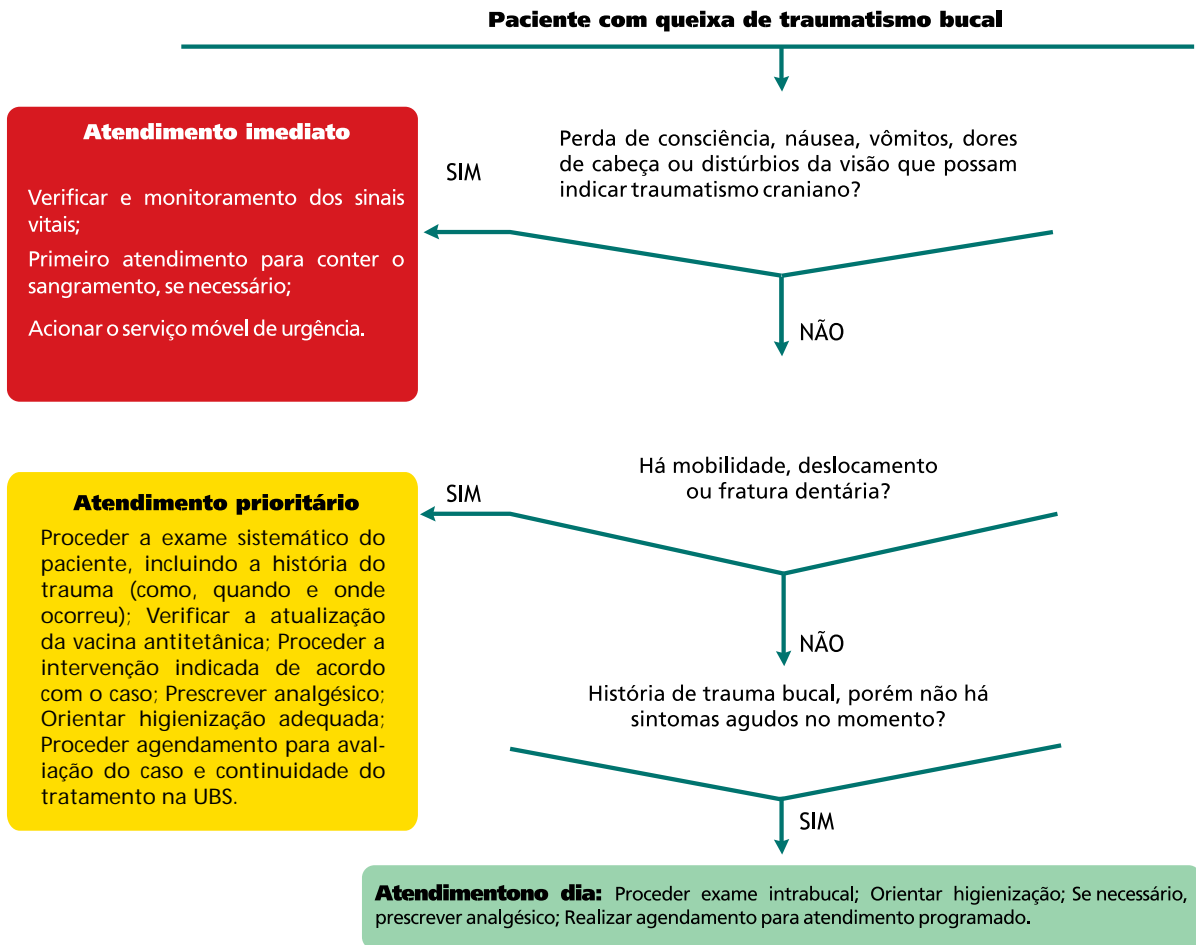 Paciente com queixa de traumatismo bucal
Perda de consciência, náusea, vômitos, dores
de cabeça ou distúrbios da visão que possam
indicar traumatismo craniano?
SIM
Atendimento imediato
Verificar e monitoramento dos sinais
vitais;
Primeiro atendimento para conter o
sangramento, se necessário;
Acionar o serviço móvel de urgência.
NÃO
Há mobilidade, deslocamento
ou fratura dentária?
SIM
Atendimento prioritário
Proceder a exame sistemático do
paciente, incluindo a história do
trauma (como, quando e onde
ocorreu); Verificar a atualização
da vacina antitetânica; Proceder a
intervenção indicada de acordo
com o caso; Prescrever analgésico;
Orientar higienização adequada;
Proceder agendamento para aval-
iação do caso e continuidade do
tratamento na UBS.
NÃO
História de trauma bucal, porém não há
sintomas agudos no momento?
SIM
Atendimentono dia: Proceder exame intrabucal; Orientar higienização; Se necessário,
prescrever analgésico; Realizar agendamento para atendimento programado.